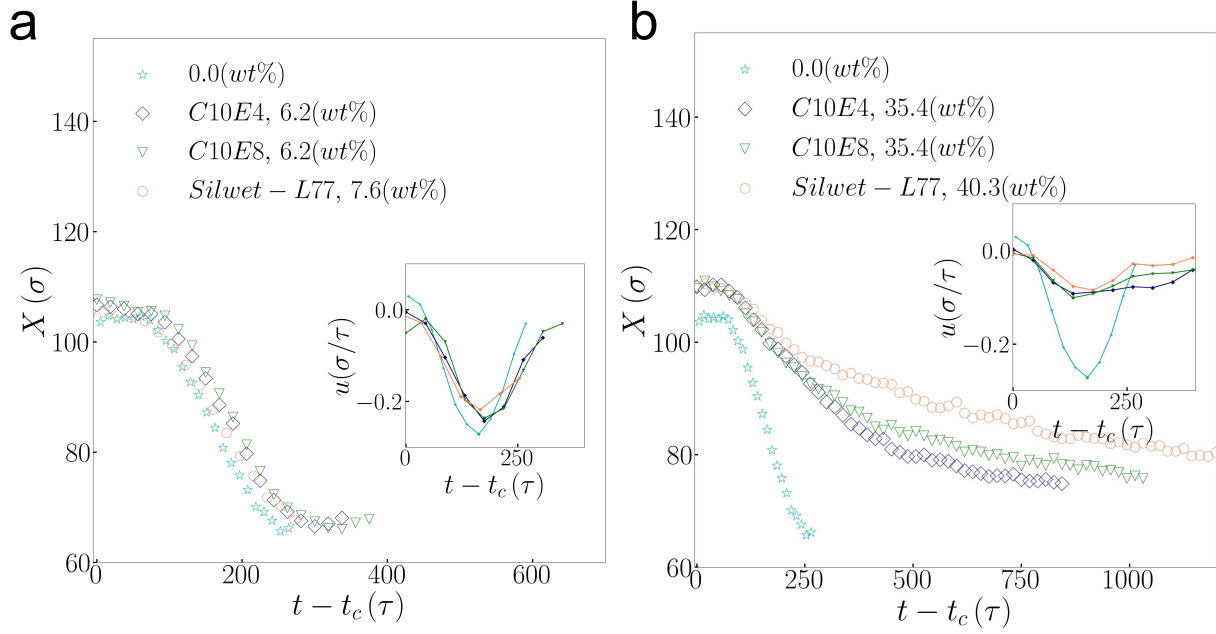 a
0.0(wt%)
C10E4, 6.2(wt%)
C10E8, 6.2(wt%)
Silwet − L77, 7.6(wt%)
X (σ)
140
120
100
80
60
0
200
400
600
t − t_c (τ)
u(σ/τ)
0.0
−0.2
0
250
t − t_c (τ)
b
0.0(wt%)
C10E4, 35.4(wt%)
C10E8, 35.4(wt%)
Silwet − L77, 40.3(wt%)
X (σ)
140
120
100
80
60
0
250
500
750
1000
t − t_c (τ)
u(σ/τ)
0.0
−0.2
0
250
t − t_c (τ)